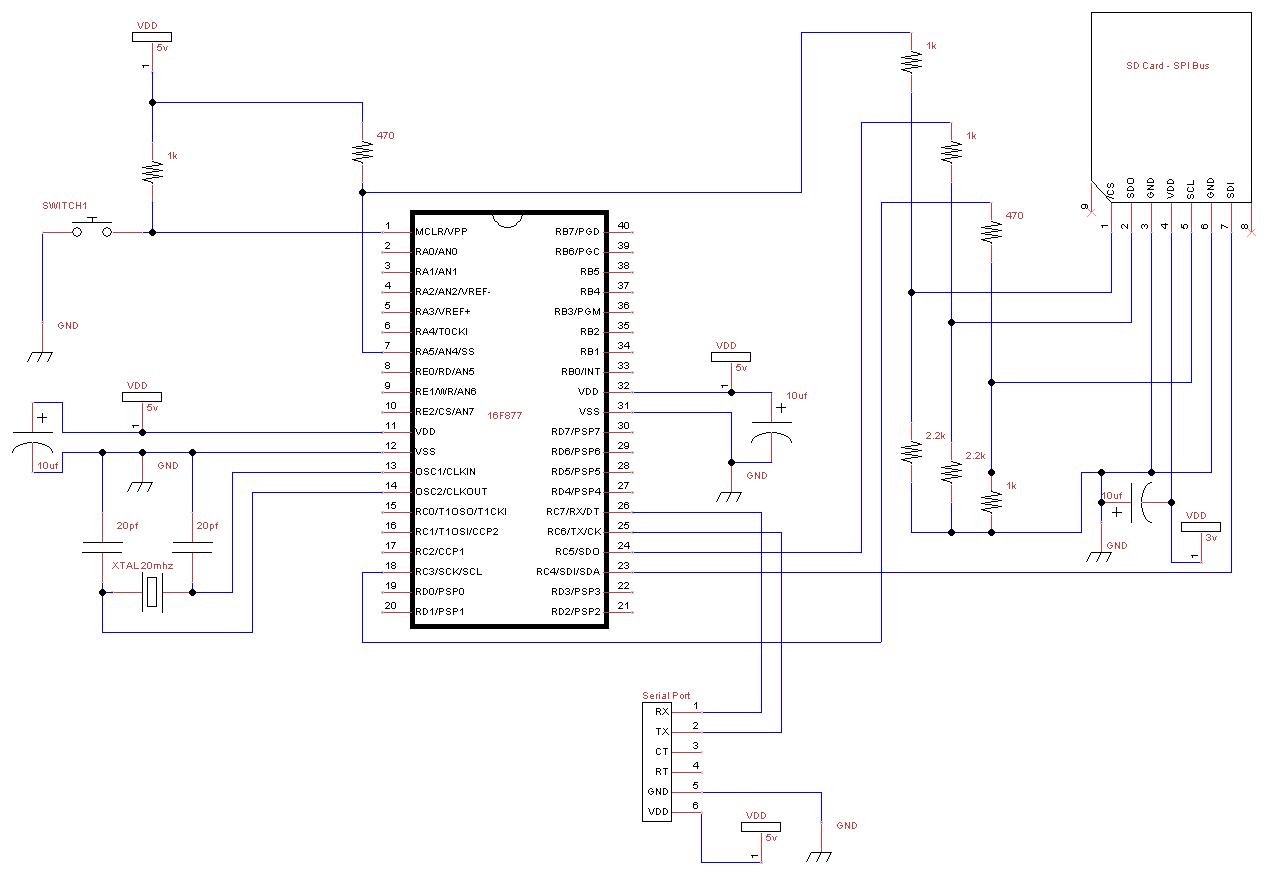 VDD
5v
1
1k
470
SWITCH1
GND
VDD
5v
1
10uf
GND
20pf
20pf
XTAL20mhz
16F877
1 MCLR/VPP
2 RA0/AN0
3 RA1/AN1
4 RA2/AN2/VREF-
5 RA3/VREF+
6 RA4/TOCKI
7 RA5/AN4/SS
8 RE0/RD/AN5
9 RE1/WR/AN6
10 RE2/CS/AN7
11 VDD
12 VSS
13 OSC1/CLKIN
14 OSC2/CLKOUT
15 RC0/T1OSO/T1CKI
16 RC1/T1OSI/CCP2
17 RC2/CCP1
18 RC3/SCK/SCL
19 RD0/PSP0
20 RD1/PSP1
RB7/PGD 40
RB6/PGC 39
RB5 38
RB4 37
RB3/PGM 36
RB2 35
RB1 34
RB0/INT 33
VDD 32
VSS 31
RD7/PSP7 30
RD6/PSP6 29
RD5/PSP5 28
RD4/PSP4 27
RC7/RX/DT 26
RC6/TX/CK 25
RC5/SDO 24
RC4/SDI/SDA 23
RD3/PSP3 22
RD2/PSP2 21
VDD
5v
1
10uf
GND
1k
1k
470
2.2k
2.2k
1k
SD Card - SPI Bus
/CS
SDO
GND
VDD
SCL
GND
SDI
9
1
2
3
4
5
6
7
8
10uf
GND
VDD
3v
1
Serial Port
RX 1
TX 2
CT 3
RT 4
GND 5
VDD 6
VDD
5v
1
GND